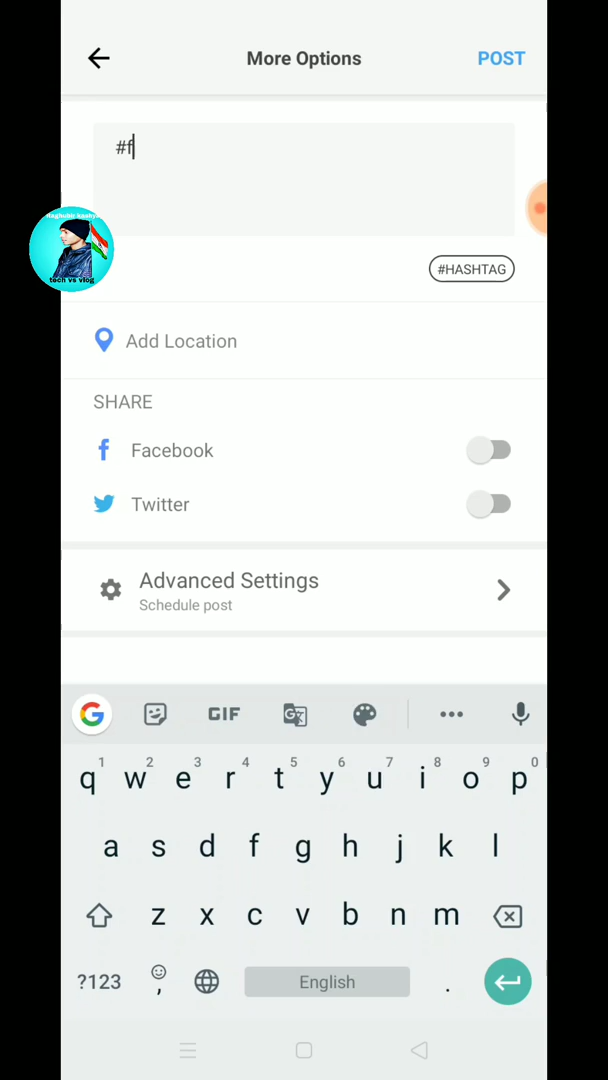 More Options
POST
#f
Raghubir
tech vs vlog
#HASHTAG
Add Location
SHARE
f
Facebook
Twitter
Advanced Settings
Schedule post
G
GIF
1 2 3 4 5 6 7 8 9 0
q w e r t y u i o p
a s d f g h j k l
z x c v b n m
?123
,
English
.